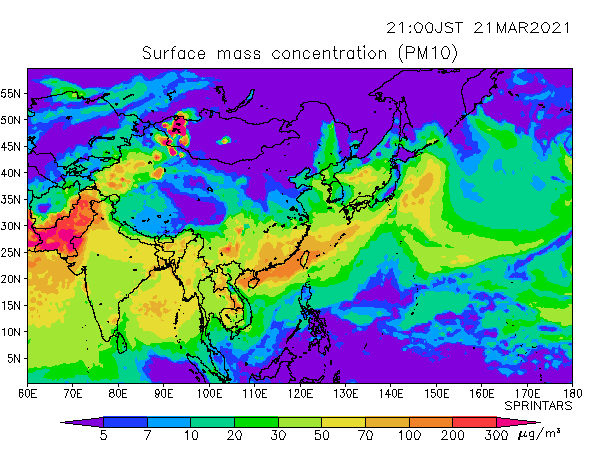 21:00JST 21MAR2021
Surface mass concentration (PM10)
55N
50N
45N
40N
35N
30N
25N
20N
15N
10N
5N
60E 70E 80E 90E 100E 110E 120E 130E 140E 150E 160E 170E 180
SPRINTARS
5 7 10 20 30 50 70 100 200 300 μg/m³